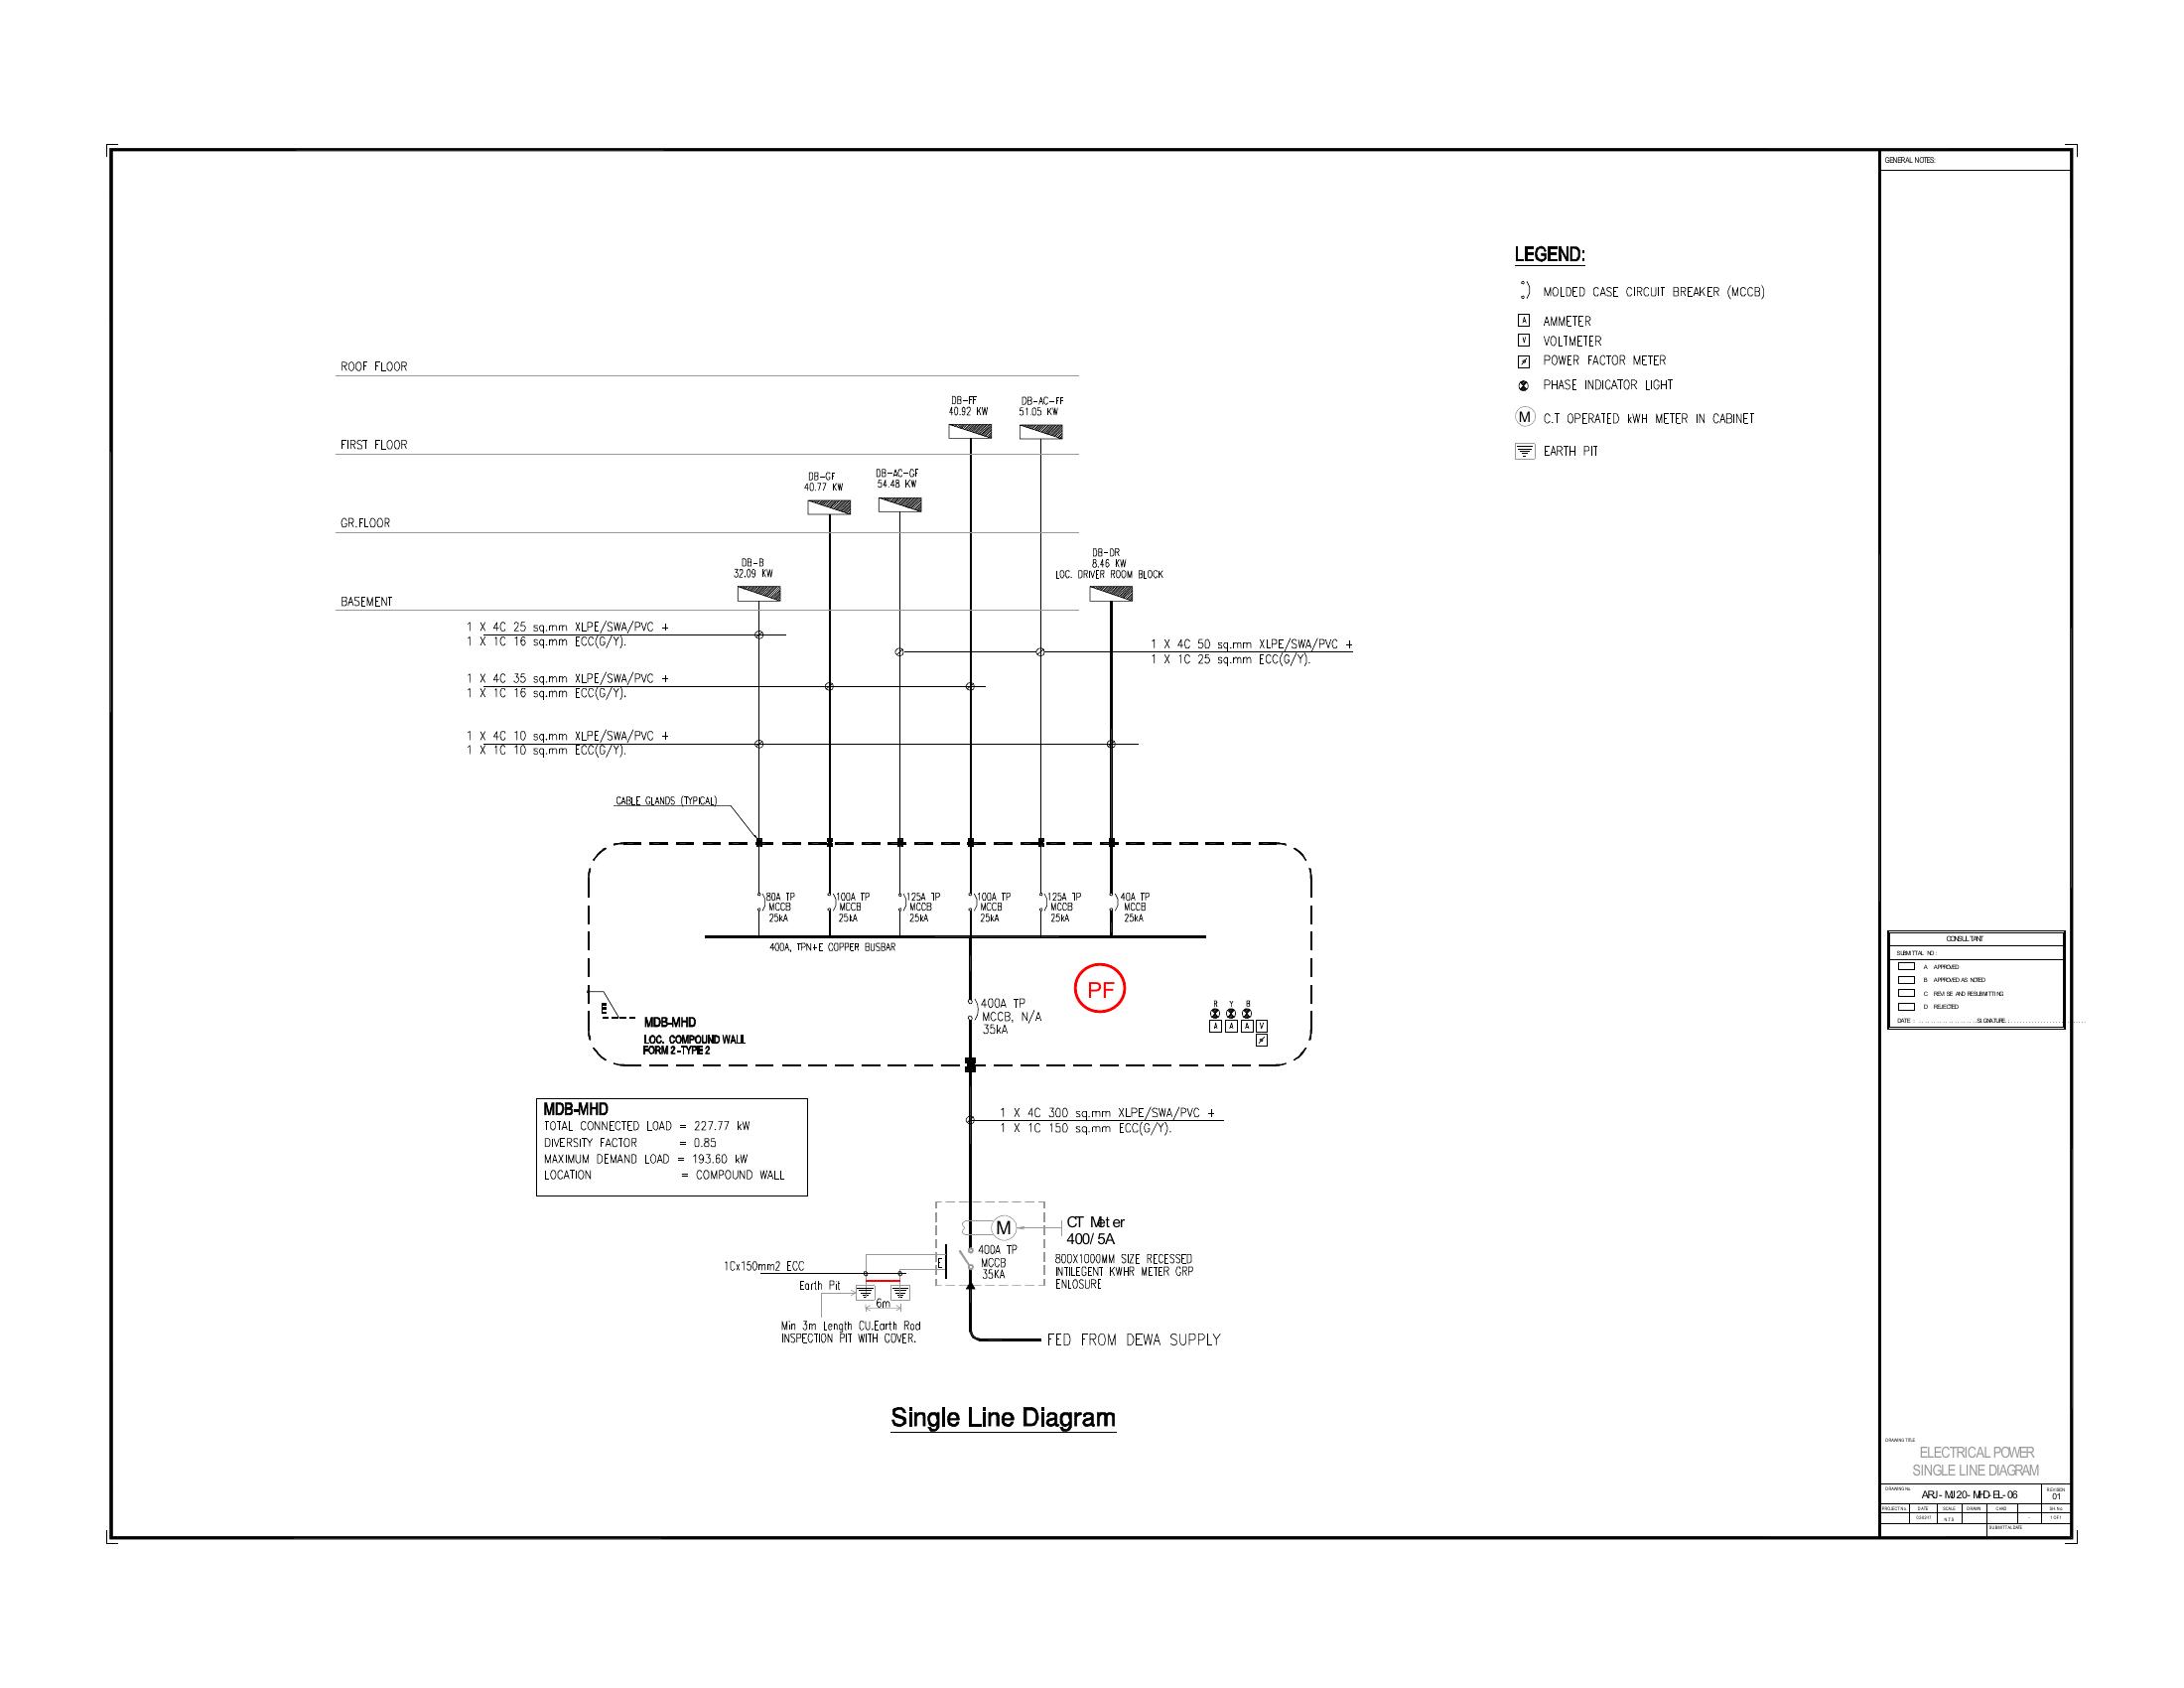 GENERAL NOTES:
LEGEND:
MOLDED CASE CIRCUIT BREAKER (MCCB)
A AMMETER
V VOLTMETER
POWER FACTOR METER
PHASE INDICATOR LIGHT
M C.T OPERATED kWH METER IN CABINET
EARTH PIT
ROOF FLOOR
DB-FF
40.92 KW
DB-AC-FF
51.05 KW
FIRST FLOOR
DB-GF
40.77 KW
DB-AC-GF
54.48 KW
GR.FLOOR
DB-B
32.09 KW
DB-DR
8.46 KW
LOC. DRIVER ROOM BLOCK
BASEMENT
1 X 4C 25 sq.mm XLPE/SWA/PVC +
1 X 1C 16 sq.mm ECC(G/Y).
1 X 4C 50 sq.mm XLPE/SWA/PVC +
1 X 1C 25 sq.mm ECC(G/Y).
1 X 4C 35 sq.mm XLPE/SWA/PVC +
1 X 1C 16 sq.mm ECC(G/Y).
1 X 4C 10 sq.mm XLPE/SWA/PVC +
1 X 1C 10 sq.mm ECC(G/Y).
CABLE GLANDS (TYPICAL)
80A TP
MCCB
25kA
100A TP
MCCB
25kA
125A TP
MCCB
25kA
100A TP
MCCB
25kA
125A TP
MCCB
25kA
40A TP
MCCB
25kA
400A, TPN+E COPPER BUSBAR
PF
400A TP
MCCB, N/A
35kA
R Y B
A A A V
E
MDB-MHD
LOC. COMPOUND WALL
FORM 2-TYPE 2
MDB-MHD
TOTAL CONNECTED LOAD = 227.77 kW
DIVERSITY FACTOR = 0.85
MAXIMUM DEMAND LOAD = 193.60 kW
LOCATION = COMPOUND WALL
1 X 4C 300 sq.mm XLPE/SWA/PVC +
1 X 1C 150 sq.mm ECC(G/Y).
M
CT Meter
400/5A
400A TP
MCCB
35KA
E
800X1000MM SIZE RECESSED
INTILEGENT KWHR METER GRP
ENLOSURE
1Cx150mm2 ECC
Earth Pit
6m
Min 3m Length CU.Earth Rod
INSPECTION PIT WITH COVER.
FED FROM DEWA SUPPLY
Single Line Diagram
CONSULTANT
SUBMITTAL NO :
A APPROVED
B APPROVED AS NOTED
C REVISE AND RESUBMITTING
D REJECTED
DATE : ...................... SIGNATURE : .........................
DRAWING TITLE
ELECTRICAL POWER
SINGLE LINE DIAGRAM
DRAWING No.
ARJ-MJ20-MHD-EL-06
REVISION
01
PROJECT No. DATE SCALE DRAWN CHKD SH. No.
N.T.S - 1 OF 1
SUBMITTAL DATE